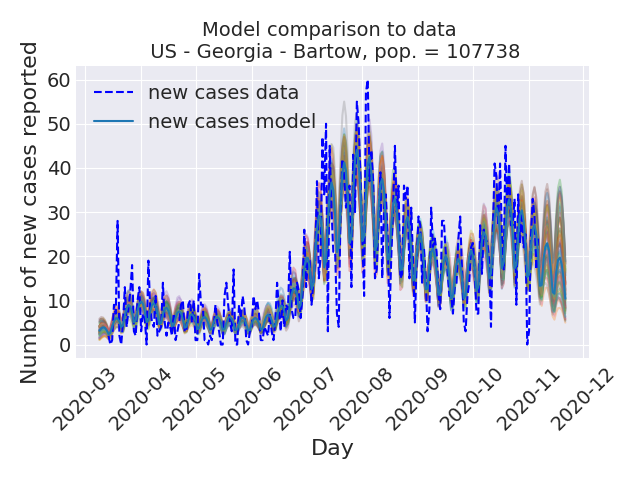 Model comparison to data
US - Georgia - Bartow, pop. = 107738
Number of new cases reported
60
50
40
30
20
10
0
new cases data
new cases model
2020-03
2020-04
2020-05
2020-06
2020-07
2020-08
2020-09
2020-10
2020-11
2020-12
Day